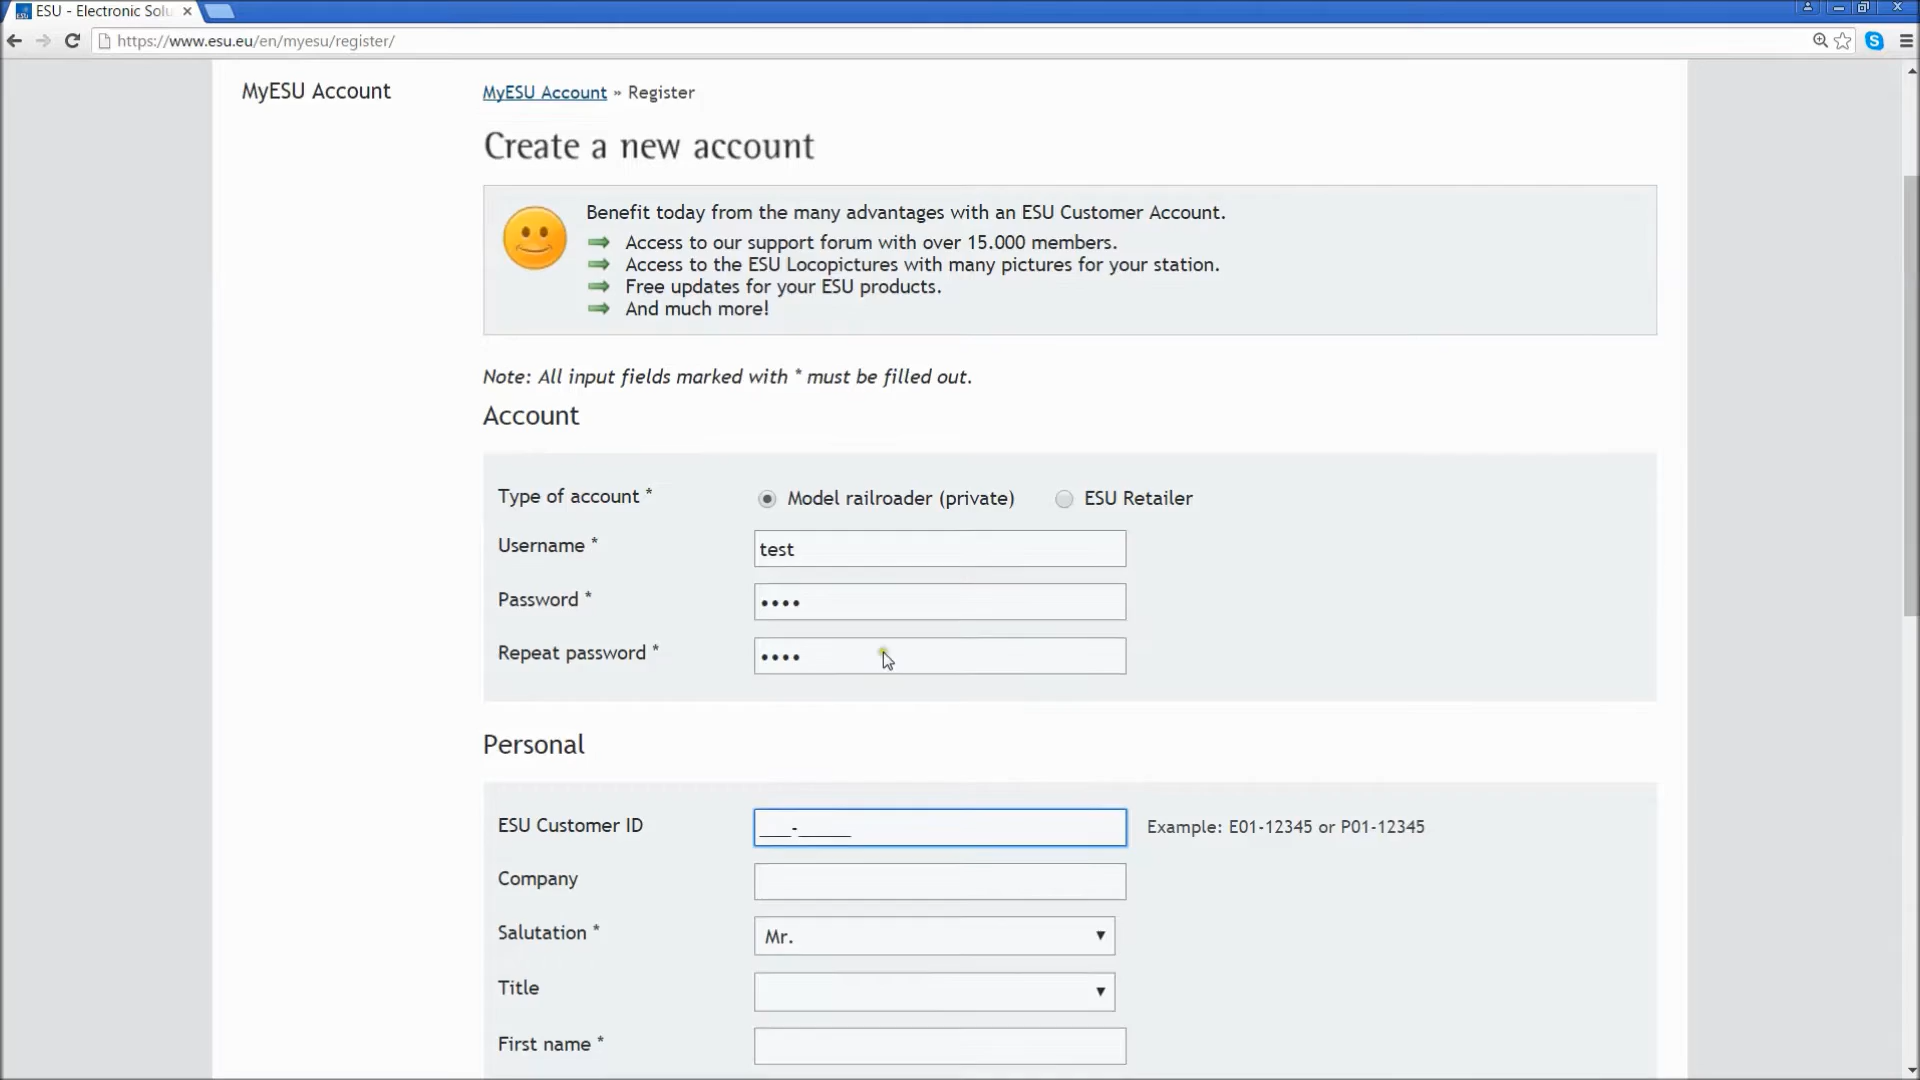 ESU - Electronic Solu
https://www.esu.eu/en/myesu/register/
MyESU Account
MyESU Account » Register
Create a new account
Benefit today from the many advantages with an ESU Customer Account.
Access to our support forum with over 15.000 members.
Access to the ESU Locopictures with many pictures for your station.
Free updates for your ESU products.
And much more!
Note: All input fields marked with * must be filled out.
Account
Type of account * Model railroader (private) ESU Retailer
Username * test
Password * ••••
Repeat password * ••••
Personal
ESU Customer ID ___-_____ Example: E01-12345 or P01-12345
Company
Salutation * Mr.
Title
First name *